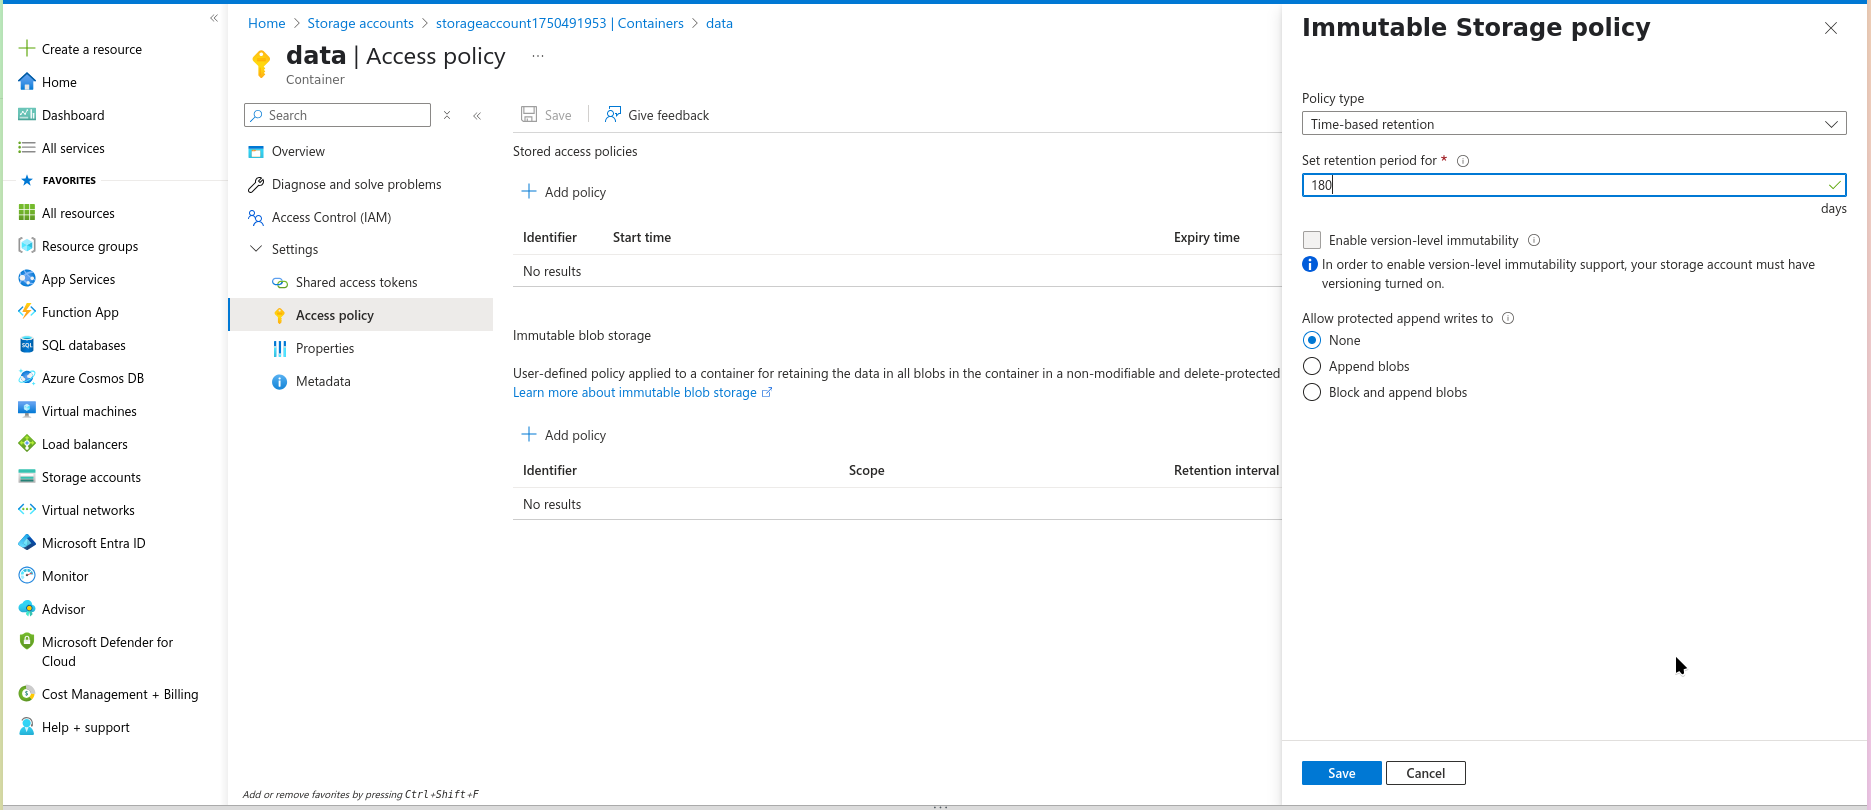 Create a resource
Home
Dashboard
All services
FAVORITES
All resources
Resource groups
App Services
Function App
SQL databases
Azure Cosmos DB
Virtual machines
Load balancers
Storage accounts
Virtual networks
Microsoft Entra ID
Monitor
Advisor
Microsoft Defender for
Cloud
Cost Management + Billing
Help + support
Home > Storage accounts > storageaccount1750491953 | Containers > data
data | Access policy ...
Container
Search
Overview
Diagnose and solve problems
Access Control (IAM)
Settings
Shared access tokens
Access policy
Properties
Metadata
Add or remove favorites by pressing Ctrl+Shift+F
Save
Give feedback
Stored access policies
Add policy
Identifier Start time Expiry time
No results
Immutable blob storage
User-defined policy applied to a container for retaining the data in all blobs in the container in a non-modifiable and delete-protected
Learn more about immutable blob storage
Add policy
Identifier Scope Retention interval
No results
Immutable Storage policy
Policy type
Time-based retention
Set retention period for *
180
days
Enable version-level immutability
In order to enable version-level immutability support, your storage account must have
versioning turned on.
Allow protected append writes to
None
Append blobs
Block and append blobs
Save
Cancel